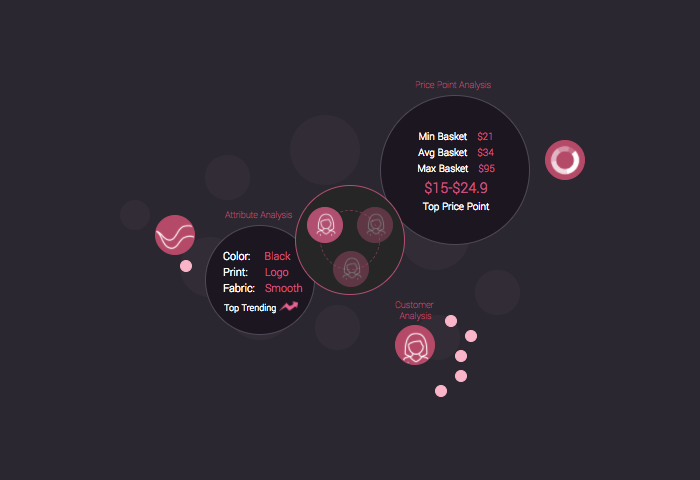 Price Point Analysis
Min Basket $21
Avg Basket $34
Max Basket $95
$15-$24.9
Top Price Point
Attribute Analysis
Color: Black
Print: Logo
Fabric: Smooth
Top Trending
Customer
Analysis